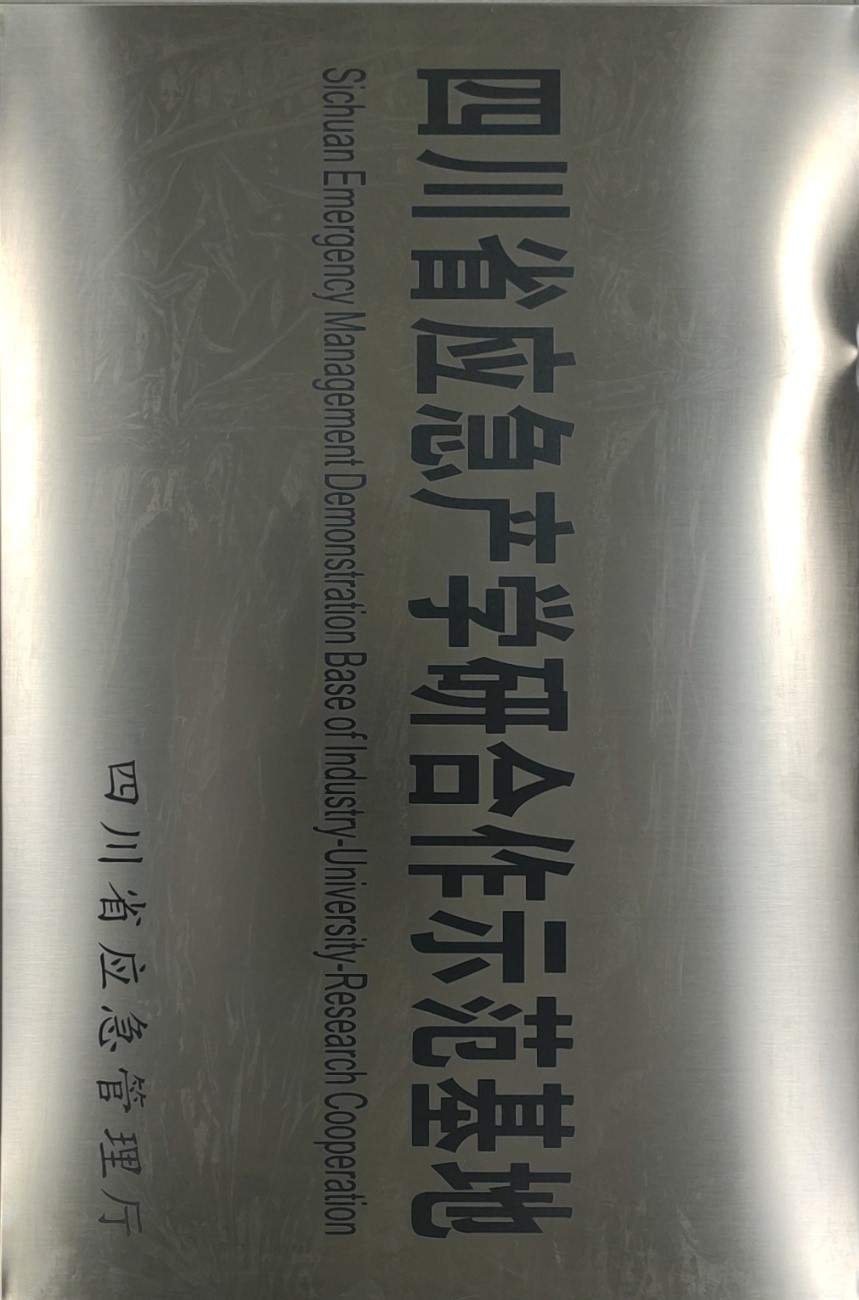 四川省应急产学研合作示范基地
Sichuan Emergency Management Demonstration Base of Industry-University-Research Cooperation
四川省应急管理厅